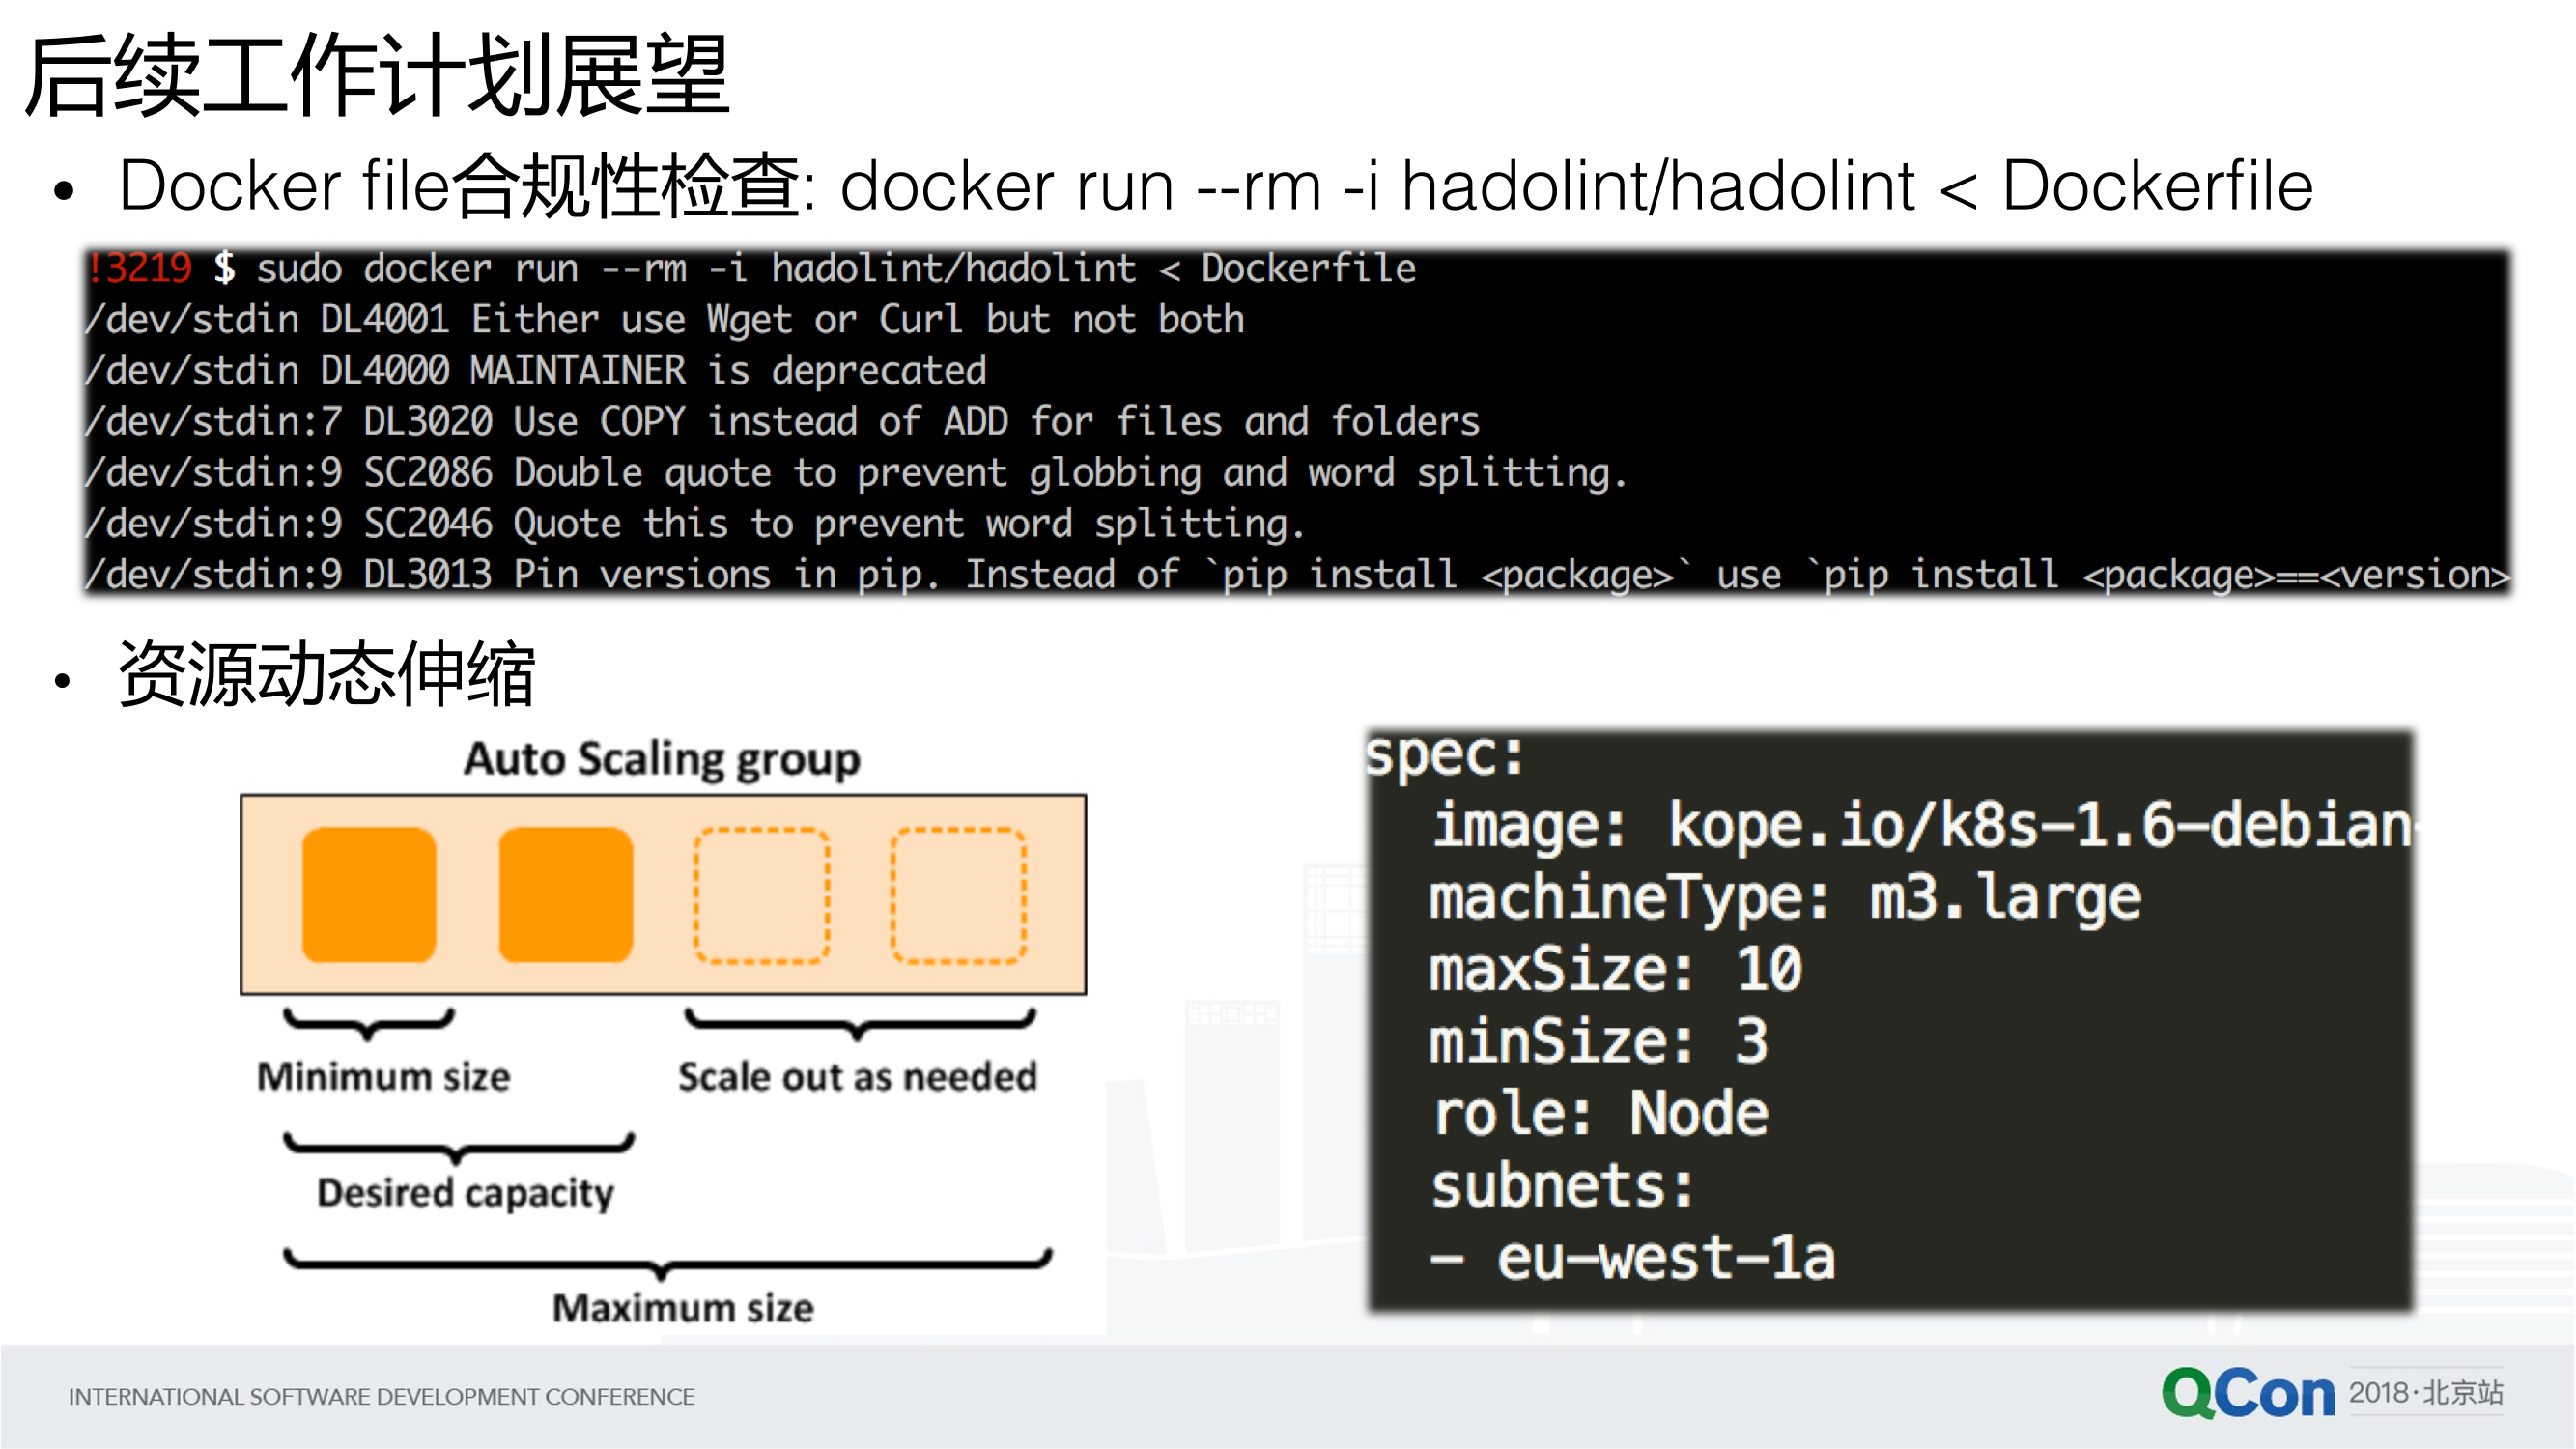 后续工作计划展望
• Docker file合规性检查: docker run --rm -i hadolint/hadolint < Dockerfile
!3219 $ sudo docker run --rm -i hadolint/hadolint < Dockerfile
/dev/stdin DL4001 Either use Wget or Curl but not both
/dev/stdin DL4000 MAINTAINER is deprecated
/dev/stdin:7 DL3020 Use COPY instead of ADD for files and folders
/dev/stdin:9 SC2086 Double quote to prevent globbing and word splitting.
/dev/stdin:9 SC2046 Quote this to prevent word splitting.
/dev/stdin:9 DL3013 Pin versions in pip. Instead of `pip install <package>` use `pip install <package>==<version>
• 资源动态伸缩
Auto Scaling group
Minimum size
Scale out as needed
Desired capacity
Maximum size
spec:
image: kope.io/k8s-1.6-debian-
machineType: m3.large
maxSize: 10
minSize: 3
role: Node
subnets:
- eu-west-1a
INTERNATIONAL SOFTWARE DEVELOPMENT CONFERENCE
QCon 2018·北京站